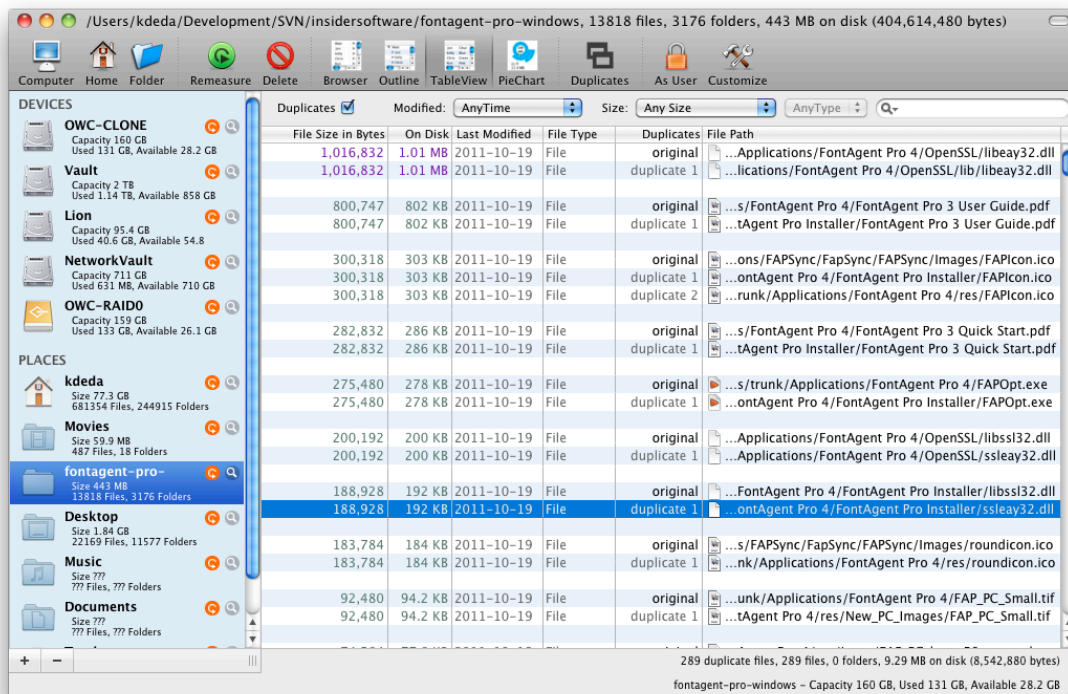 /Users/kdeda/Development/SVN/insidersoftware/fontagent-pro-windows, 13818 files, 3176 folders, 443 MB on disk (404,614,480 bytes)
Computer Home Folder Remeasure Delete Browser Outline TableView PieChart Duplicates As User Customize
DEVICES
OWC-CLONE
Capacity 160 GB
Used 131 GB, Available 28.2 GB
Vault
Capacity 2 TB
Used 1.14 TB, Available 858 GB
Lion
Capacity 95.4 GB
Used 40.6 GB, Available 54.8
NetworkVault
Capacity 711 GB
Used 631 MB, Available 710 GB
OWC-RAID0
Capacity 159 GB
Used 133 GB, Available 26.1 GB
PLACES
kdeda
Size 77.3 GB
681354 Files, 244915 Folders
Movies
Size 59.9 MB
487 Files, 18 Folders
fontagent-pro-
Size 443 MB
13818 Files, 3176 Folders
Desktop
Size 1.84 GB
22169 Files, 11577 Folders
Music
Size ???
??? Files, ??? Folders
Documents
Size ???
??? Files, ??? Folders
+ −
Duplicates Modified: AnyTime Size: Any Size AnyType
File Size in Bytes On Disk Last Modified File Type Duplicates File Path
1,016,832 1.01 MB 2011-10-19 File original ...Applications/FontAgent Pro 4/OpenSSL/libeay32.dll
1,016,832 1.01 MB 2011-10-19 File duplicate 1 ...lications/FontAgent Pro 4/OpenSSL/lib/libeay32.dll
800,747 802 KB 2011-10-19 File original ...s/FontAgent Pro 4/FontAgent Pro 3 User Guide.pdf
800,747 802 KB 2011-10-19 File duplicate 1 ...tAgent Pro Installer/FontAgent Pro 3 User Guide.pdf
300,318 303 KB 2011-10-19 File original ...ons/FAPSync/FapSync/FAPSync/Images/FAPIcon.ico
300,318 303 KB 2011-10-19 File duplicate 1 ...ontAgent Pro 4/FontAgent Pro Installer/FAPIcon.ico
300,318 303 KB 2011-10-19 File duplicate 2 ...runk/Applications/FontAgent Pro 4/res/FAPIcon.ico
282,832 286 KB 2011-10-19 File original ...s/FontAgent Pro 4/FontAgent Pro 3 Quick Start.pdf
282,832 286 KB 2011-10-19 File duplicate 1 ...tAgent Pro Installer/FontAgent Pro 3 Quick Start.pdf
275,480 278 KB 2011-10-19 File original ...s/trunk/Applications/FontAgent Pro 4/FAPOpt.exe
275,480 278 KB 2011-10-19 File duplicate 1 ...ontAgent Pro 4/FontAgent Pro Installer/FAPOpt.exe
200,192 200 KB 2011-10-19 File original ...Applications/FontAgent Pro 4/OpenSSL/libssl32.dll
200,192 200 KB 2011-10-19 File duplicate 1 ...Applications/FontAgent Pro 4/OpenSSL/ssleay32.dll
188,928 192 KB 2011-10-19 File original ...FontAgent Pro 4/FontAgent Pro Installer/libssl32.dll
188,928 192 KB 2011-10-19 File duplicate 1 ...ontAgent Pro 4/FontAgent Pro Installer/ssleay32.dll
183,784 184 KB 2011-10-19 File original ...s/FAPSync/FapSync/FAPSync/Images/roundicon.ico
183,784 184 KB 2011-10-19 File duplicate 1 ...nk/Applications/FontAgent Pro 4/res/roundicon.ico
92,480 94.2 KB 2011-10-19 File original ...unk/Applications/FontAgent Pro 4/FAP_PC_Small.tif
92,480 94.2 KB 2011-10-19 File duplicate 1 ...tAgent Pro 4/res/New_PC_Images/FAP_PC_Small.tif
289 duplicate files, 289 files, 0 folders, 9.29 MB on disk (8,542,880 bytes)
fontagent-pro-windows – Capacity 160 GB, Used 131 GB, Available 28.2 GB